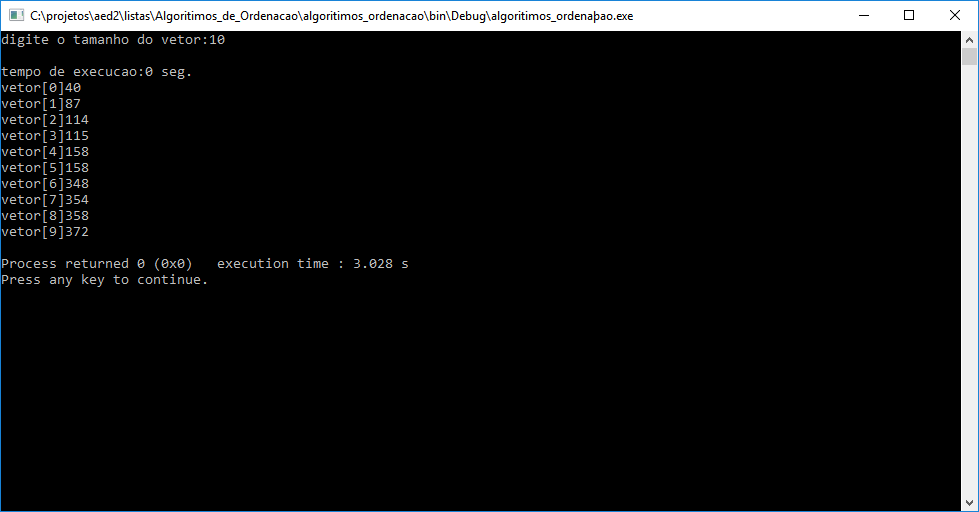 C:\projetos\aed2\listas\Algoritimos_de_Ordenacao\algoritimos_ordenacao\bin\Debug\algoritimos_ordenaþao.exe
digite o tamanho do vetor:10
tempo de execucao:0 seg.
vetor[0]40
vetor[1]87
vetor[2]114
vetor[3]115
vetor[4]158
vetor[5]158
vetor[6]348
vetor[7]354
vetor[8]358
vetor[9]372
Process returned 0 (0x0)   execution time : 3.028 s
Press any key to continue.